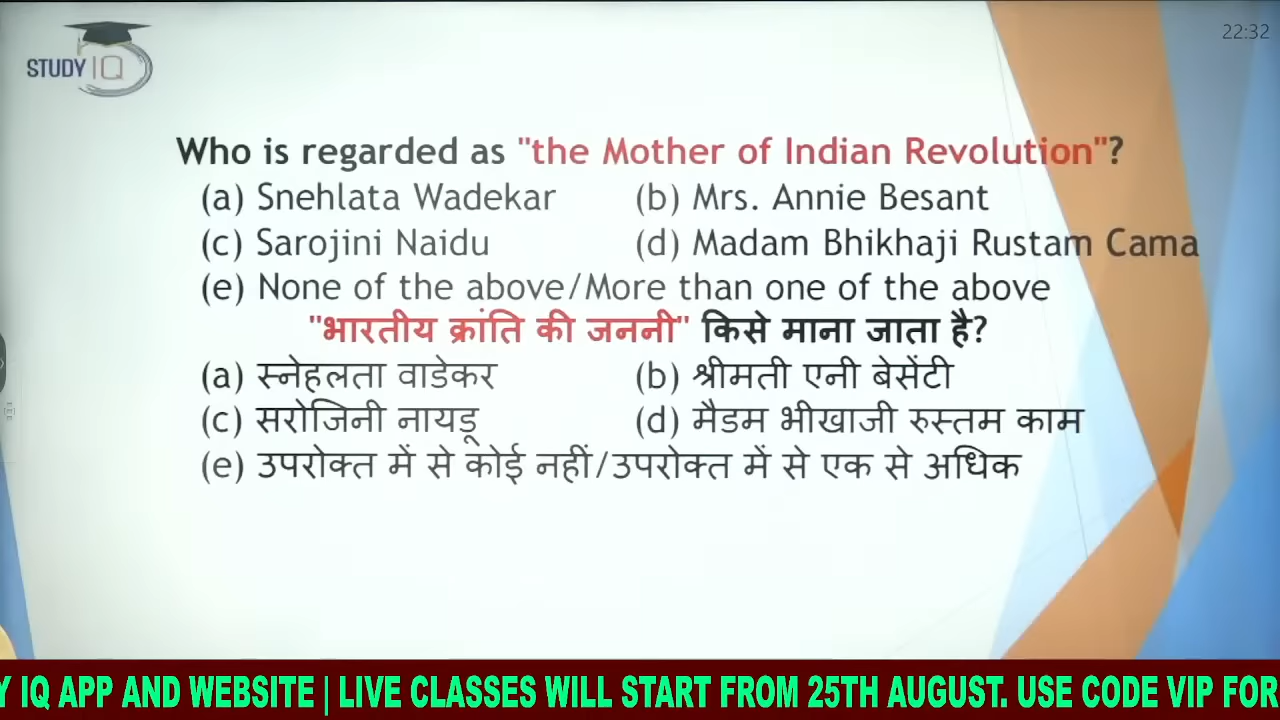 STUDY IQ
22:32
Who is regarded as "the Mother of Indian Revolution"?
(a) Snehlata Wadekar (b) Mrs. Annie Besant
(c) Sarojini Naidu (d) Madam Bhikhaji Rustam Cama
(e) None of the above/More than one of the above
"भारतीय क्रांति की जननी" किसे माना जाता है?
(a) स्नेहलता वाडेकर (b) श्रीमती एनी बेसेंटी
(c) सरोजिनी नायडू (d) मैडम भीखाजी रुस्तम काम
(e) उपरोक्त में से कोई नहीं/उपरोक्त में से एक से अधिक
Y IQ APP AND WEBSITE | LIVE CLASSES WILL START FROM 25TH AUGUST. USE CODE VIP FOR